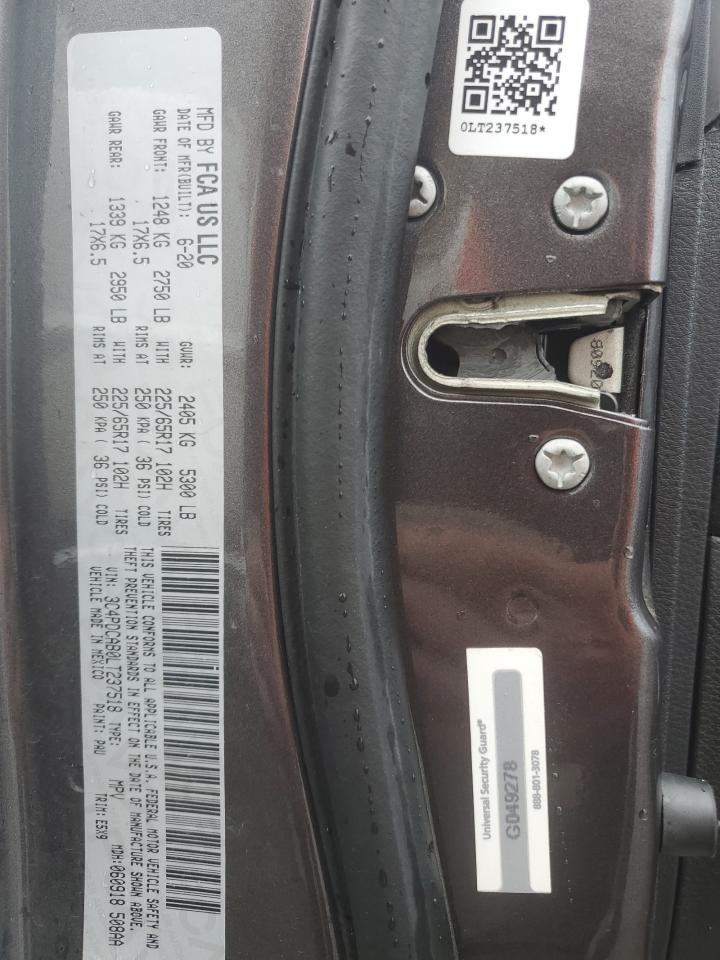 MFD BY FCA US LLC
DATE OF MFR(BUILT): 6-20 GVWR: 2405 KG 5300 LB
GAWR FRONT: 1248 KG 2750 LB WITH 225/65R17 102H TIRES
17X6.5 RIMS AT 250 KPA ( 36 PSI) COLD
GAWR REAR: 1339 KG 2950 LB WITH 225/65R17 102H TIRES
17X6.5 RIMS AT 250 KPA ( 36 PSI) COLD
THIS VEHICLE CONFORMS TO ALL APPLICABLE U.S.A. FEDERAL MOTOR VEHICLE SAFETY AND
THEFT PREVENTION STANDARDS IN EFFECT ON THE DATE OF MANUFACTURE SHOWN ABOVE.
VIN: 3C4PDCAB0LT237518 TYPE: MPV MDH:060918 508AA
VEHICLE MADE IN MEXICO PAINT: PAU TRIM:E5X9
0LT237518*
Universal Security Guard®
G049278
888-801-3078